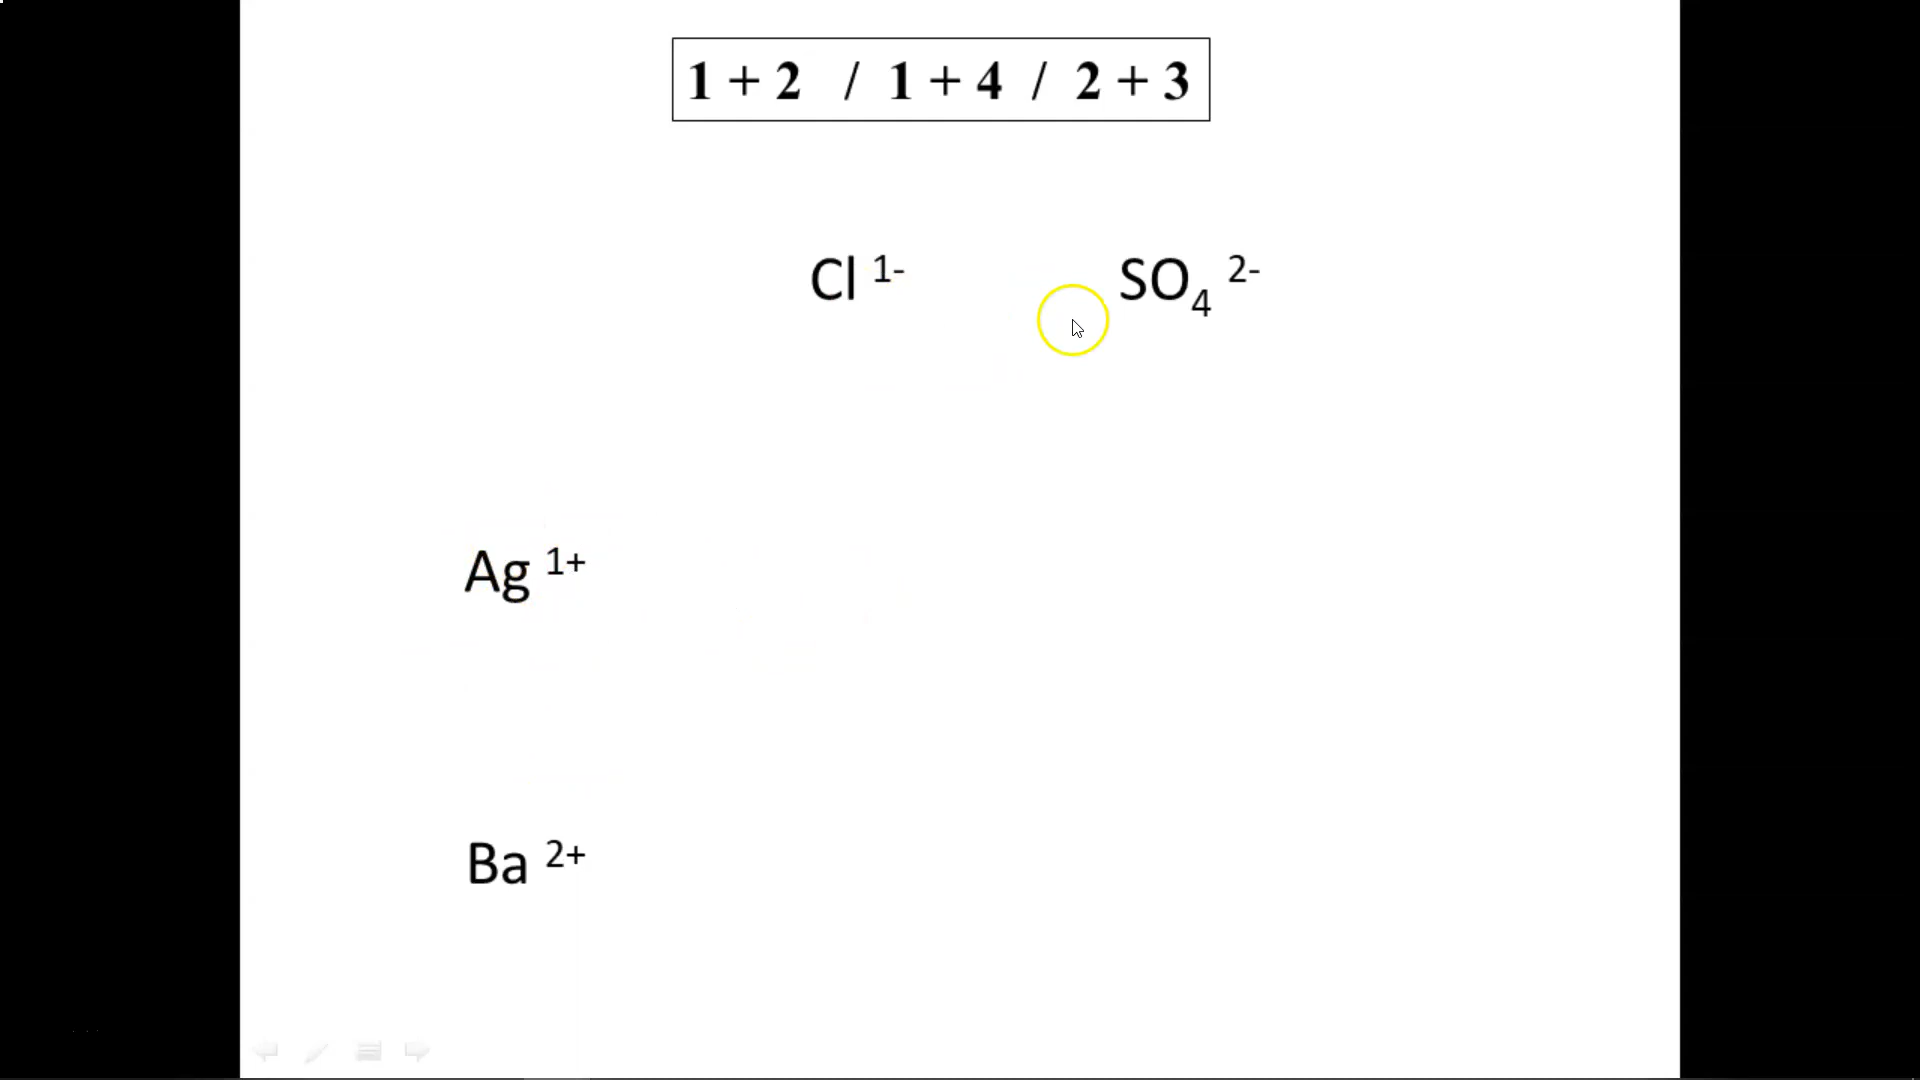 1 + 2 / 1 + 4 / 2 + 3
Cl ¹⁻ SO₄ ²⁻
Ag ¹⁺
Ba ²⁺